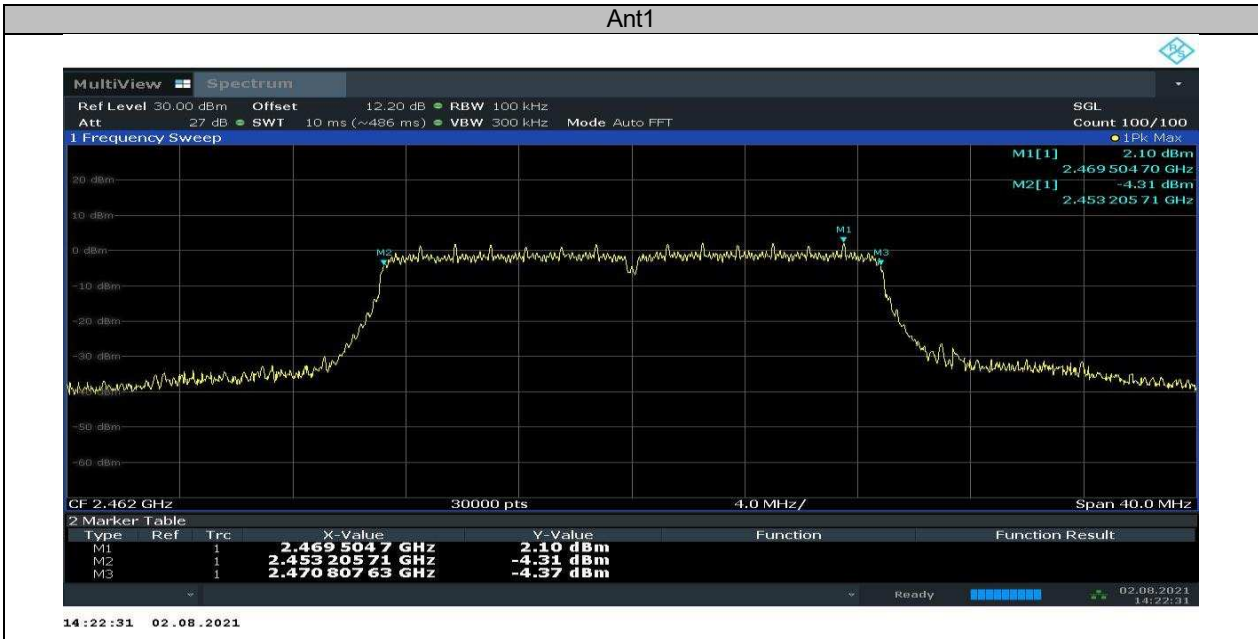 Ant1
R&S
MultiView Spectrum
Ref Level 30.00 dBm Offset 12.20 dB RBW 100 kHz SGL
Att 27 dB SWT 10 ms (~486 ms) VBW 300 kHz Mode Auto FFT Count 100/100
1 Frequency Sweep 1Pk Max
M1[1] 2.10 dBm
2.469 504 70 GHz
20 dBm
M2[1] -4.31 dBm
2.453 205 71 GHz
10 dBm
M1
0 dBm
M2 M3
-10 dBm
-20 dBm
-30 dBm
-50 dBm
-60 dBm
CF 2.462 GHz 30000 pts 4.0 MHz/ Span 40.0 MHz
2 Marker Table
Type Ref Trc X-Value Y-Value Function Function Result
M1 1 2.469 504 7 GHz 2.10 dBm
M2 1 2.453 205 71 GHz -4.31 dBm
M3 1 2.470 807 63 GHz -4.37 dBm
Ready 02.08.2021
14:22:31
14:22:31 02.08.2021